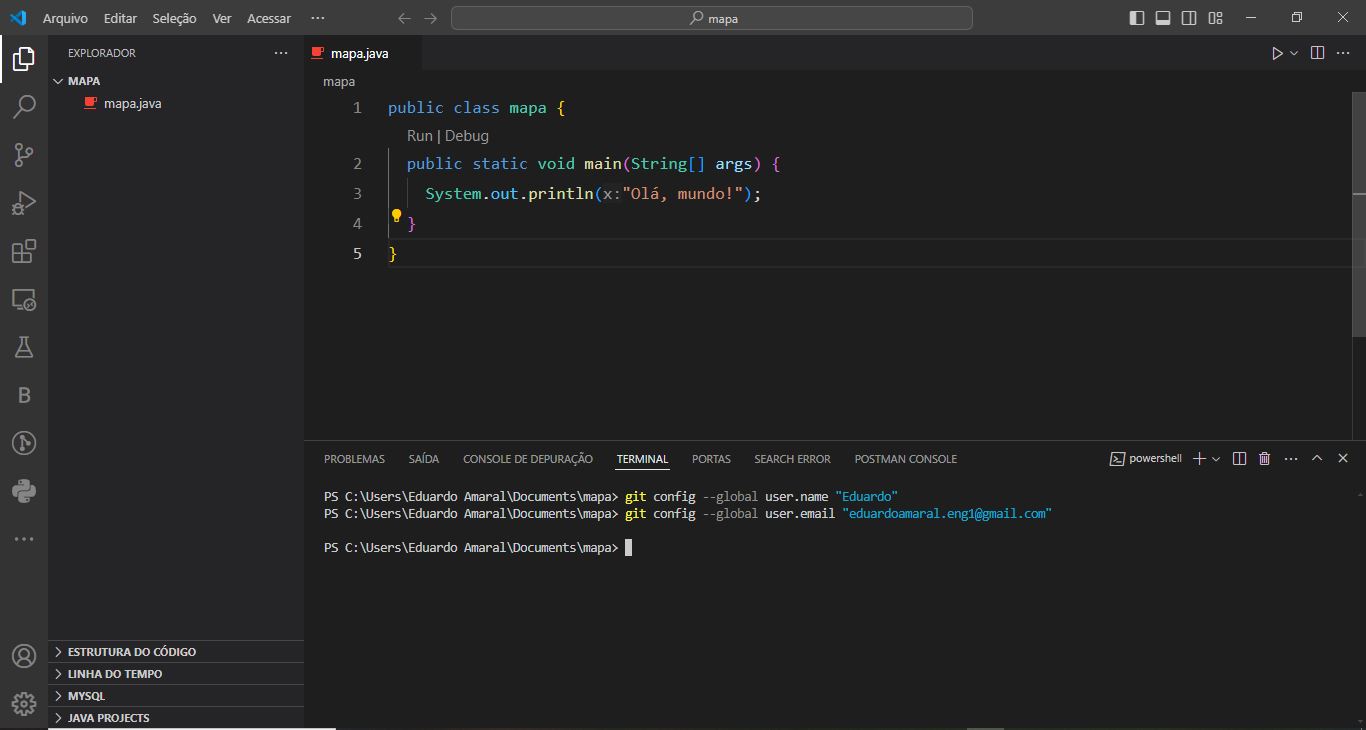 Arquivo Editar Seleção Ver Acessar ···
mapa
EXPLORADOR ···
MAPA
mapa.java
mapa.java
mapa
1 public class mapa {
Run | Debug
2 public static void main(String[] args) {
3 System.out.println(x:"Olá, mundo!");
4 }
5 }
B
ESTRUTURA DO CÓDIGO
LINHA DO TEMPO
MYSQL
JAVA PROJECTS
PROBLEMAS SAÍDA CONSOLE DE DEPURAÇÃO TERMINAL PORTAS SEARCH ERROR POSTMAN CONSOLE
powershell
PS C:\Users\Eduardo Amaral\Documents\mapa> git config --global user.name "Eduardo"
PS C:\Users\Eduardo Amaral\Documents\mapa> git config --global user.email "eduardoamaral.eng1@gmail.com"
PS C:\Users\Eduardo Amaral\Documents\mapa>